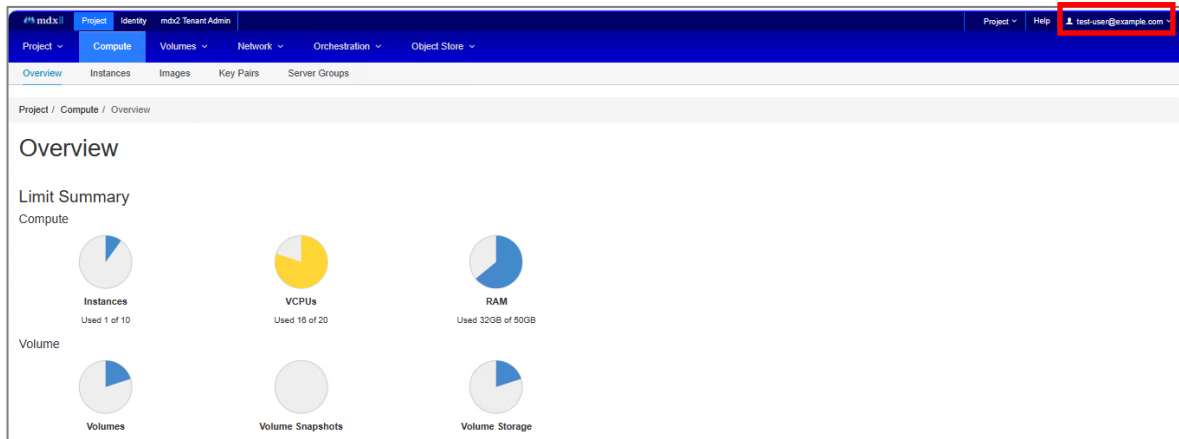 mdx II Project Identity mdx2 Tenant Admin Project Help test-user@example.com
Project Compute Volumes Network Orchestration Object Store
Overview Instances Images Key Pairs Server Groups
Project / Compute / Overview
Overview
Limit Summary
Compute
Instances VCPUs RAM
Used 1 of 10 Used 16 of 20 Used 32GB of 50GB
Volume
Volumes Volume Snapshots Volume Storage